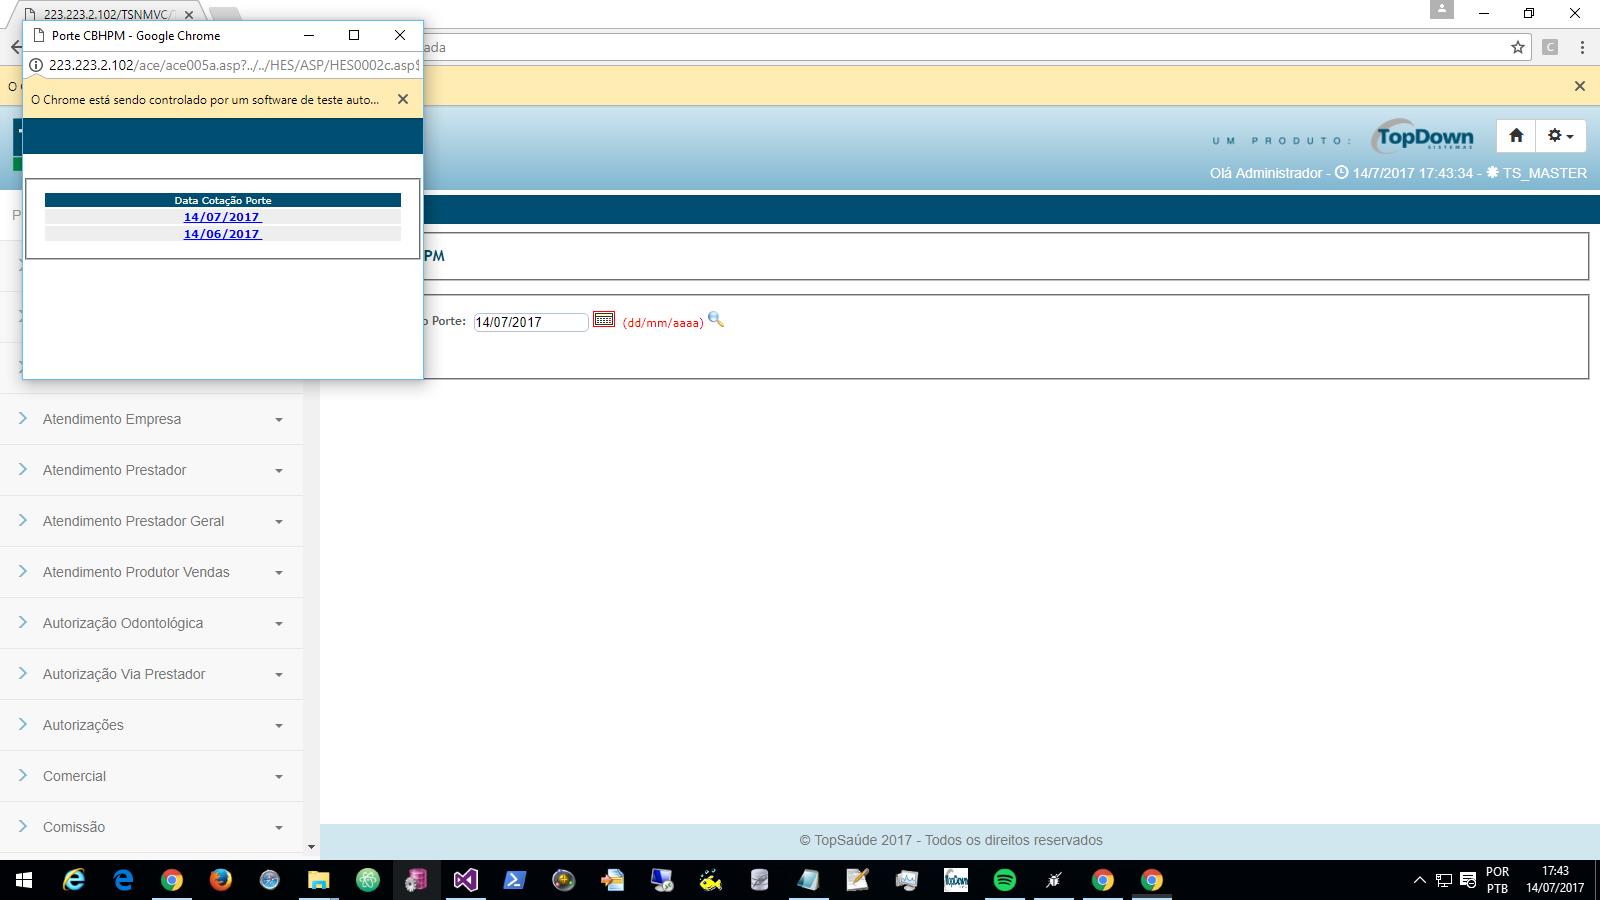 223.223.2.102/TSNMVC/
Porte CBHPM - Google Chrome
ada
223.223.2.102/ace/ace005a.asp?../../HES/ASP/HES0002c.asp
O
O Chrome está sendo controlado por um software de teste auto...
UM PRODUTO:
TopDown
SISTEMAS
Olá Administrador - 14/7/2017 17:43:34 - TS_MASTER
Data Cotação Porte
14/07/2017
14/06/2017
P
PM
o Porte: 14/07/2017 (dd/mm/aaaa)
Atendimento Empresa
Atendimento Prestador
Atendimento Prestador Geral
Atendimento Produtor Vendas
Autorização Odontológica
Autorização Via Prestador
Autorizações
Comercial
Comissão
© TopSaúde 2017 - Todos os direitos reservados
TopDown
POR
PTB
17:43
14/07/2017